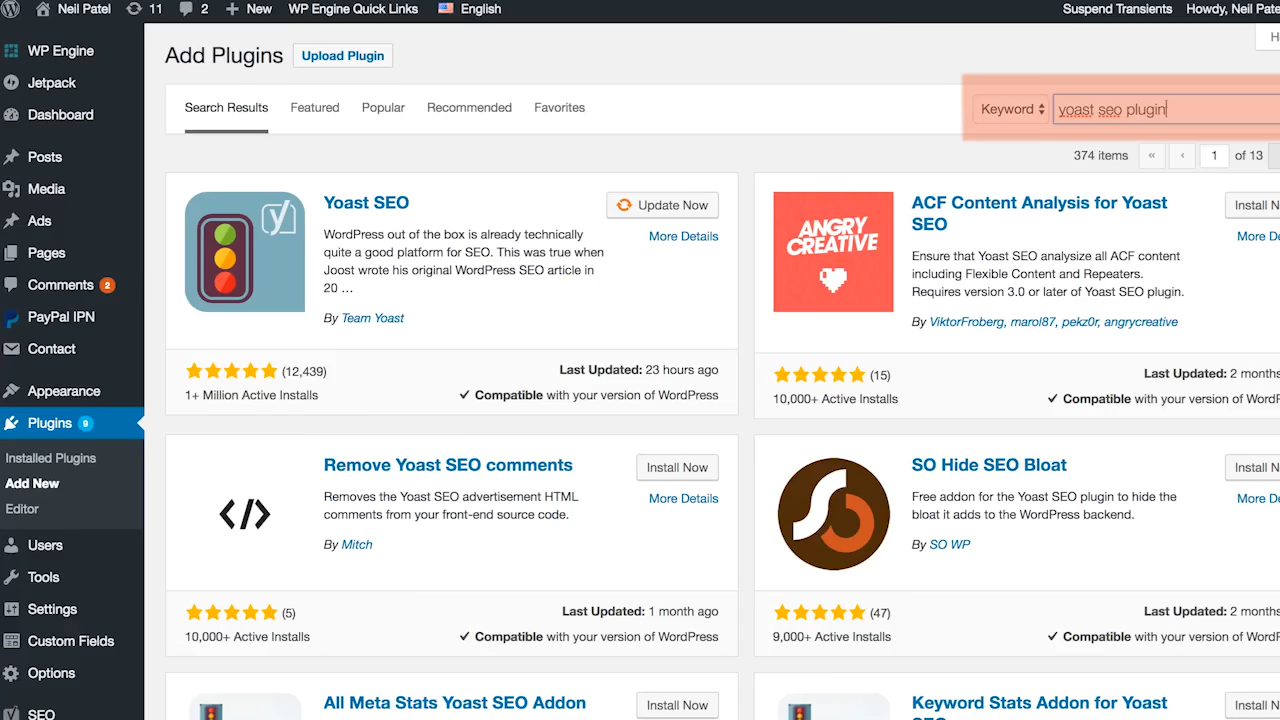 Neil Patel 11 2 New WP Engine Quick Links English Suspend Transients Howdy, Neil Pate
WP Engine
Jetpack
Dashboard
Posts
Media
Ads
Pages
Comments 2
PayPal IPN
Contact
Appearance
Plugins 9
Installed Plugins
Add New
Editor
Users
Tools
Settings
Custom Fields
Options
SEO
Add Plugins Upload Plugin
H
Search Results Featured Popular Recommended Favorites
Keyword yoast seo plugin
374 items « ‹ 1 of 13
Yoast SEO
Update Now
More Details
WordPress out of the box is already technically
quite a good platform for SEO. This was true when
Joost wrote his original WordPress SEO article in
20 …
By Team Yoast
(12,439)
Last Updated: 23 hours ago
1+ Million Active Installs
Compatible with your version of WordPress
ANGRY
CREATIVE
ACF Content Analysis for Yoast
SEO
Install N
More De
Ensure that Yoast SEO analysize all ACF content
including Flexible Content and Repeaters.
Requires version 3.0 or later of Yoast SEO plugin.
By ViktorFroberg, marol87, pekz0r, angrycreative
(15)
Last Updated: 2 months
10,000+ Active Installs
Compatible with your version of WordP
</>
Remove Yoast SEO comments
Install Now
More Details
Removes the Yoast SEO advertisement HTML
comments from your front-end source code.
By Mitch
(5)
Last Updated: 1 month ago
10,000+ Active Installs
Compatible with your version of WordPress
SO Hide SEO Bloat
Install N
More De
Free addon for the Yoast SEO plugin to hide the
bloat it adds to the WordPress backend.
By SO WP
(47)
Last Updated: 2 months
9,000+ Active Installs
Compatible with your version of WordP
All Meta Stats Yoast SEO Addon
Install Now
Keyword Stats Addon for Yoast
Install N